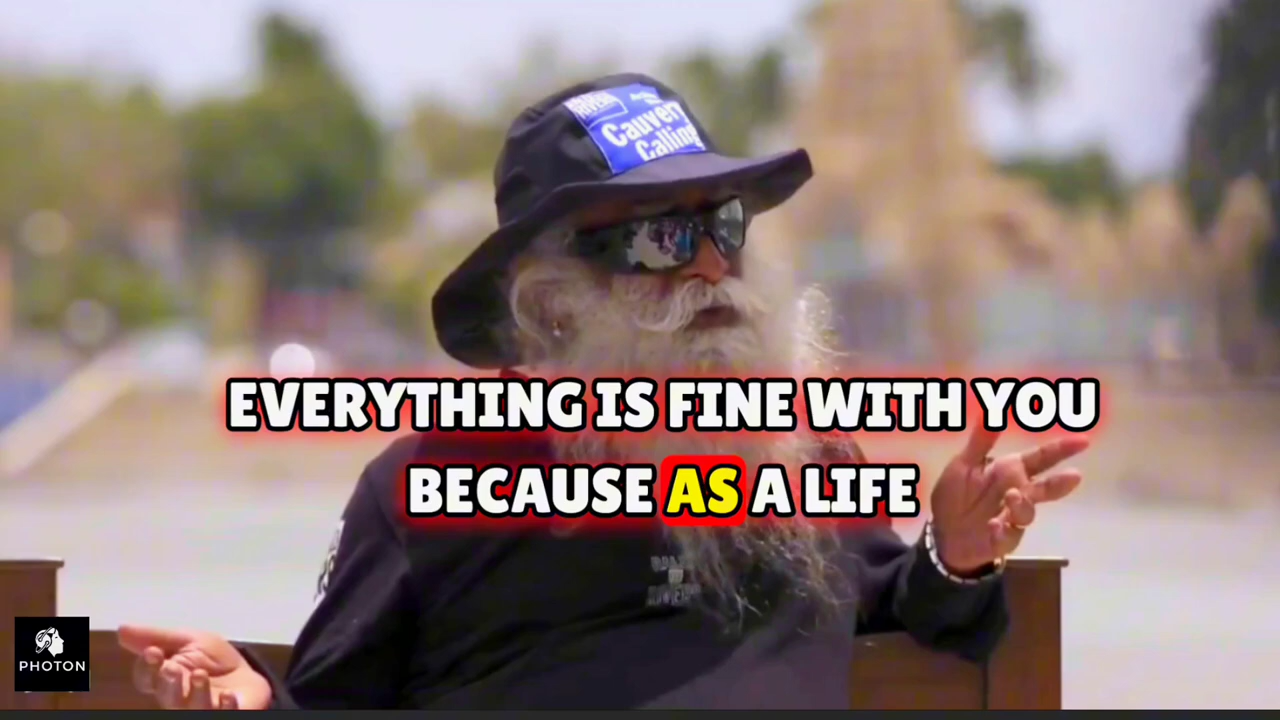 Cauvery
Calling
EVERYTHING IS FINE WITH YOU
BECAUSE AS A LIFE
PHOTON